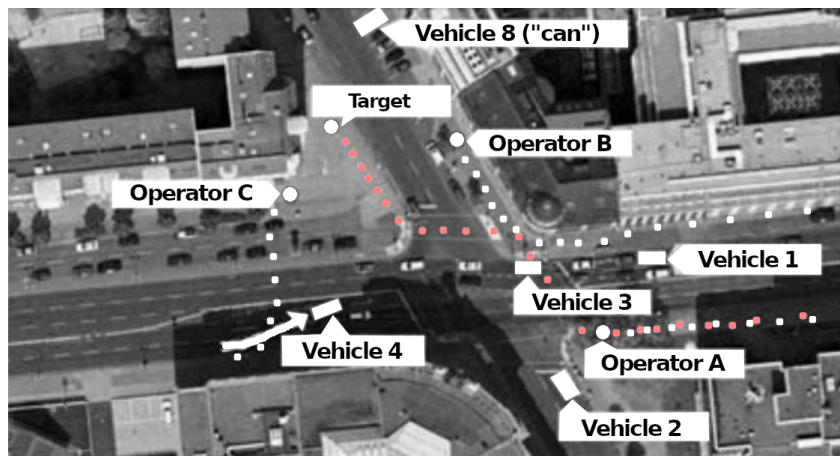 Vehicle 8 ("can")
Target
Operator B
Operator C
Vehicle 1
Vehicle 3
Vehicle 4
Operator A
Vehicle 2